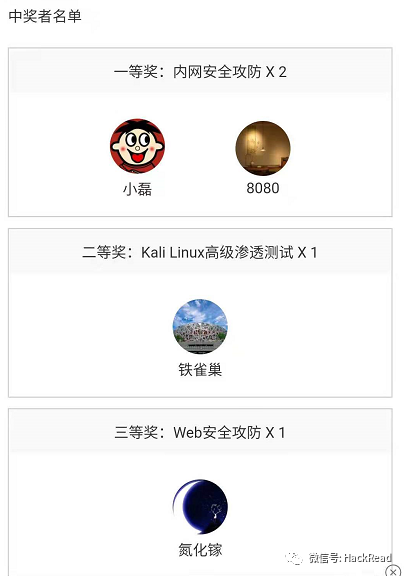 中奖者名单
一等奖：内网安全攻防 X 2
小磊
8080
二等奖：Kali Linux高级渗透测试 X 1
铁雀巢
三等奖：Web安全攻防 X 1
氮化镓
微信号: HackRead